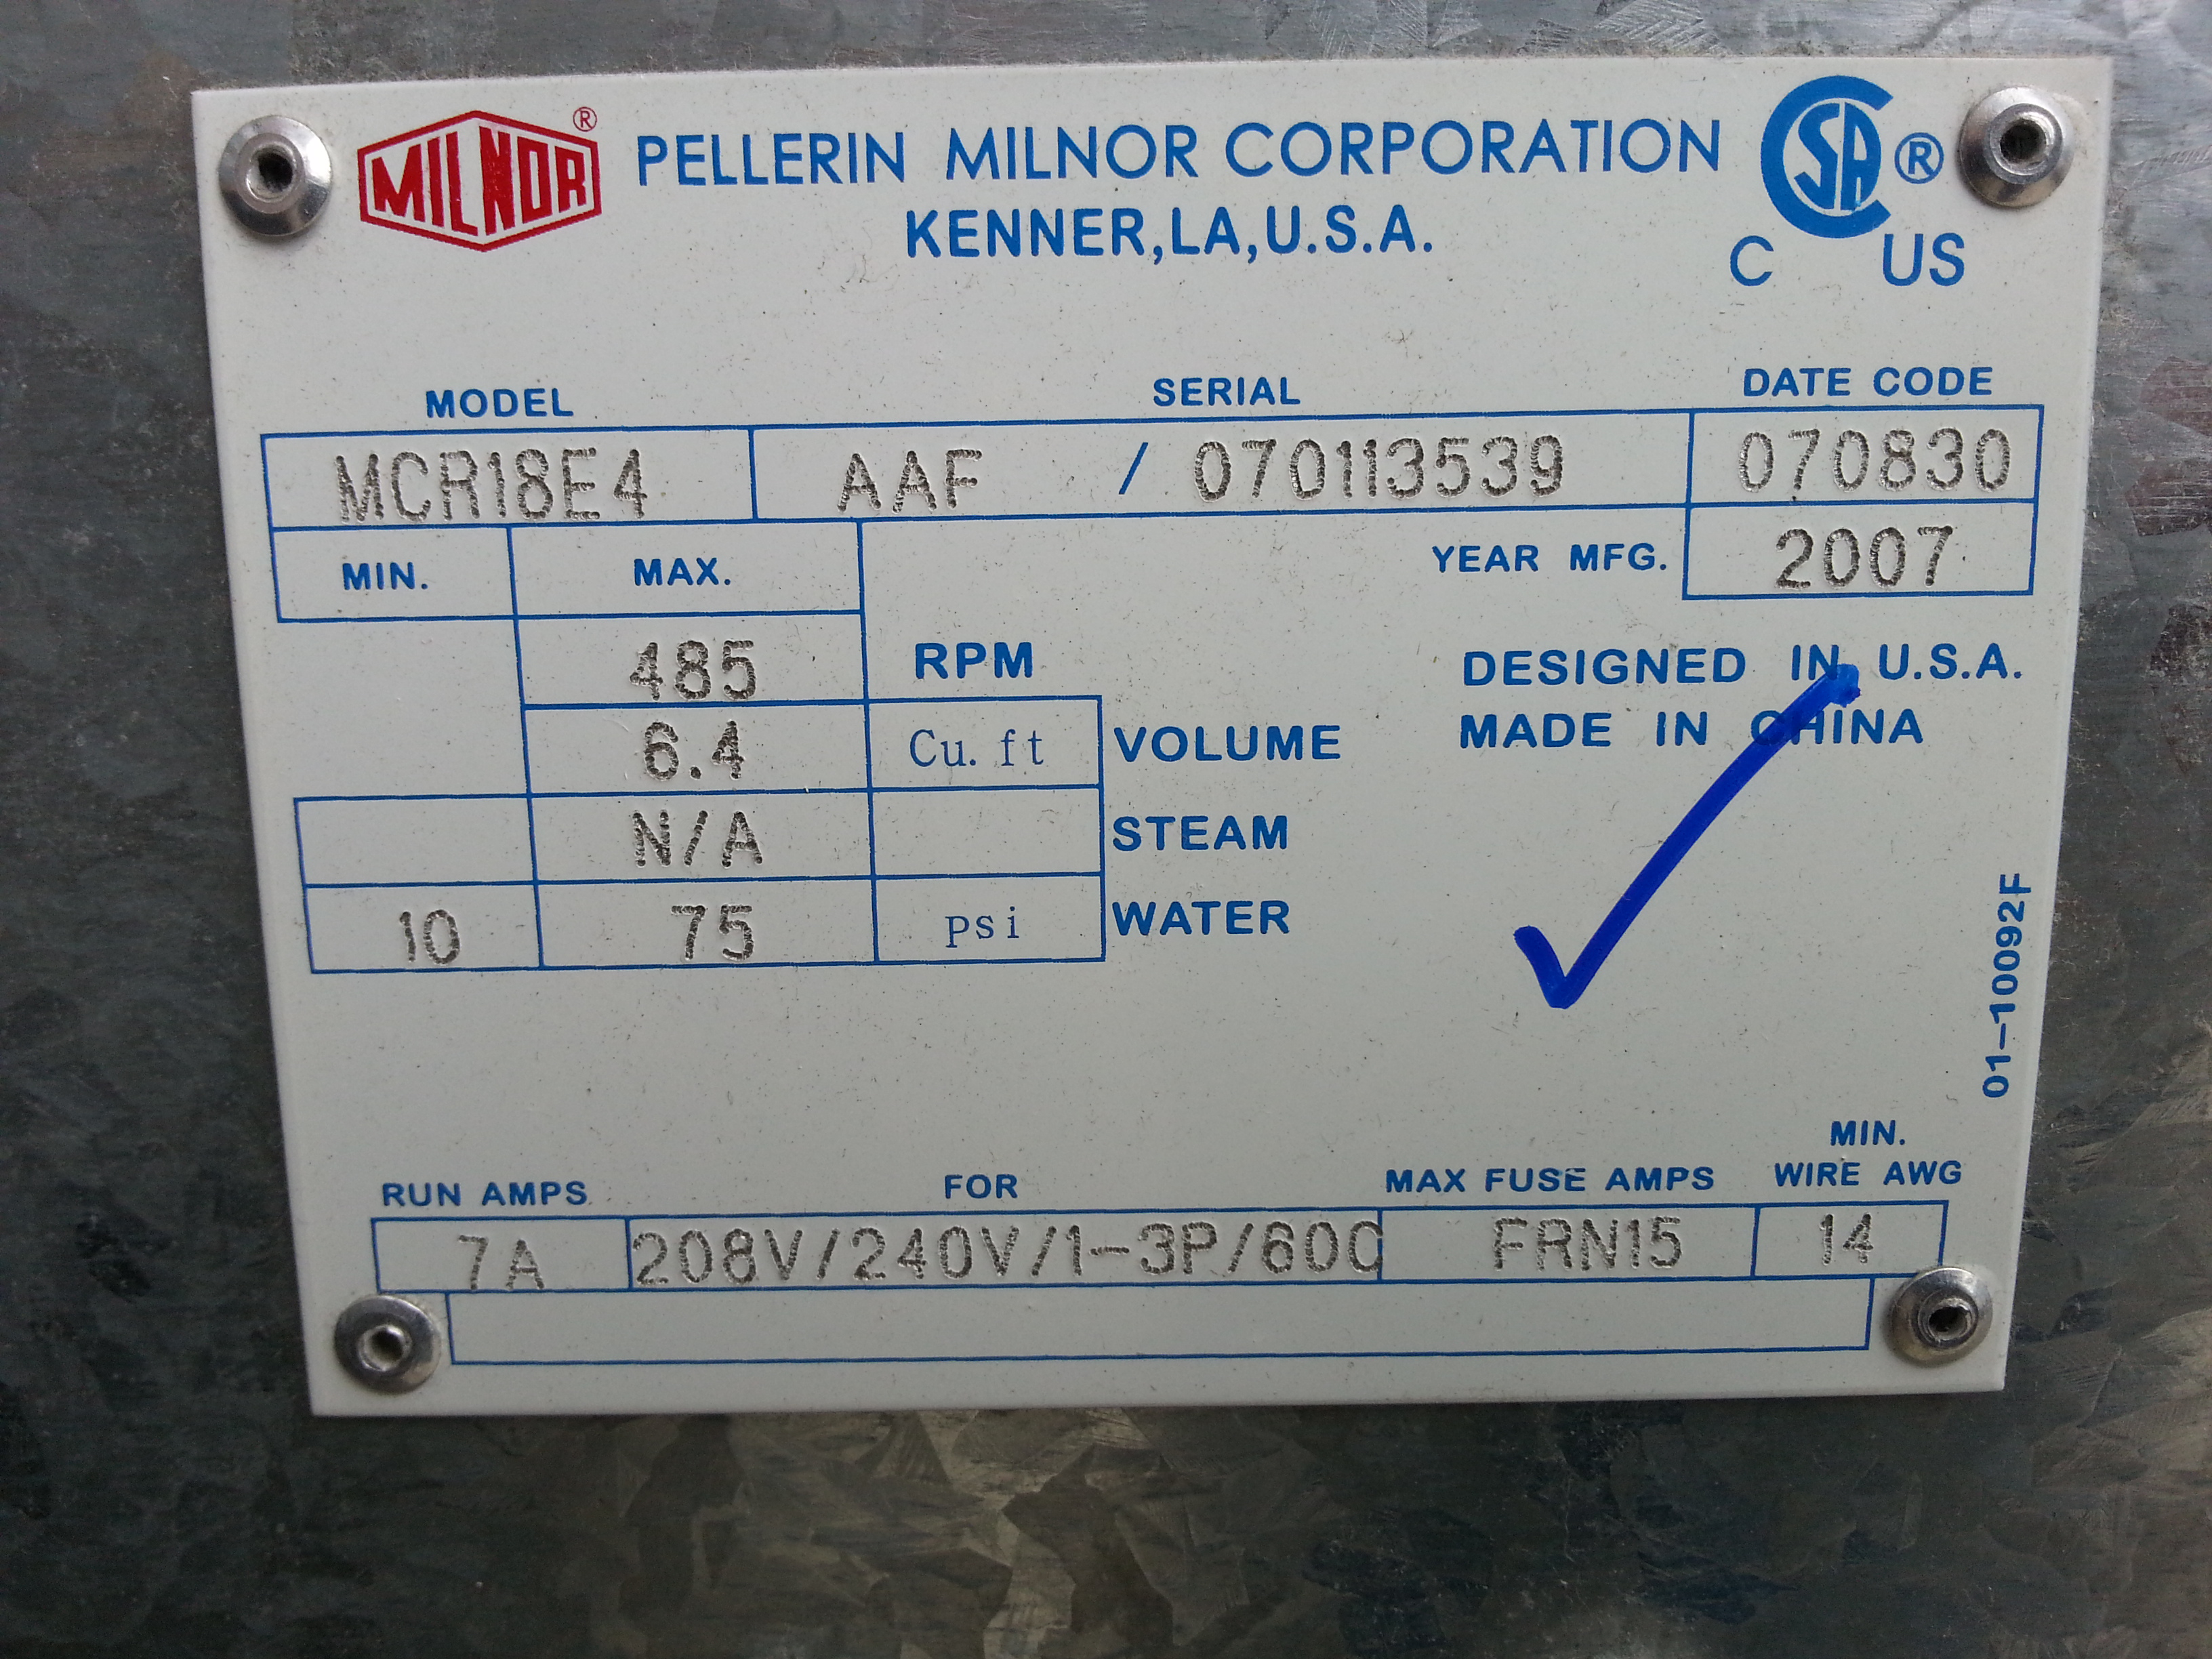 MILNOR ®
PELLERIN MILNOR CORPORATION
KENNER, LA, U.S.A.
CSA ®
C US
MODEL SERIAL DATE CODE
MCR18E4 AAF / 070113539 070830
MIN. MAX. YEAR MFG. 2007
485 RPM
DESIGNED IN U.S.A.
6.4 Cu. ft VOLUME
MADE IN CHINA
N/A STEAM
10 75 psi WATER
01-10092F
RUN AMPS FOR MAX FUSE AMPS MIN. WIRE AWG
7A 208V/240V/1-3P/60C FRN15 14